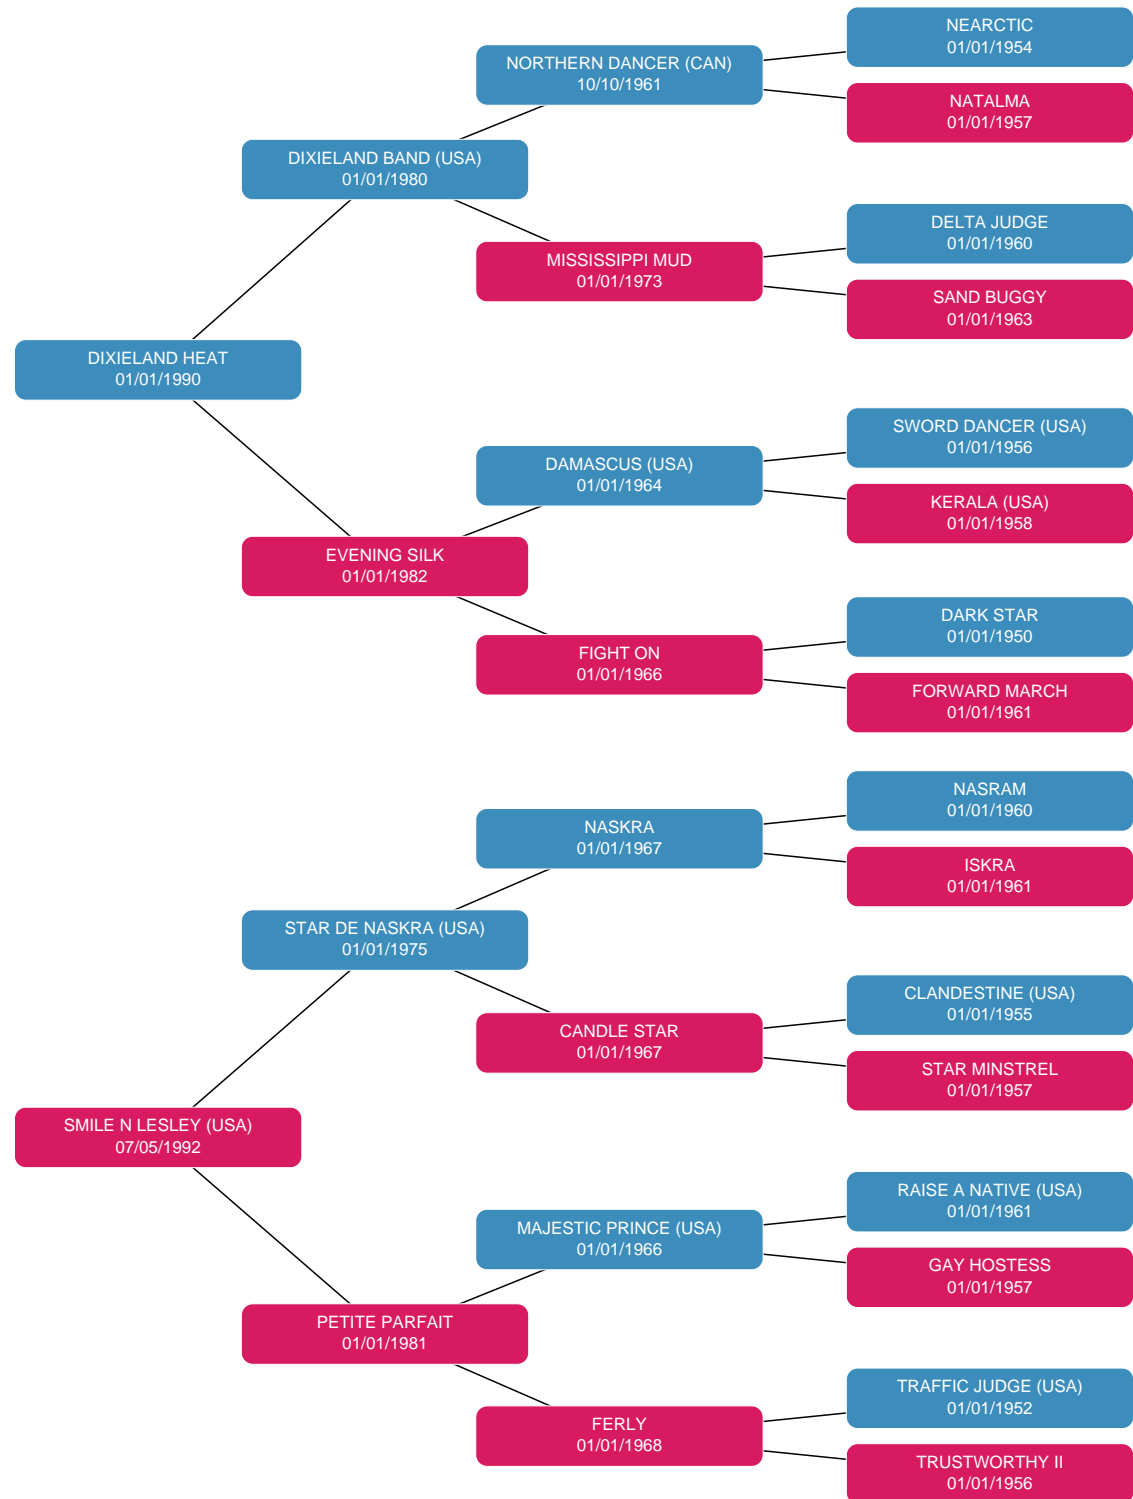 NEARCTIC
01/01/1954
NORTHERN DANCER (CAN)
10/10/1961
NATALMA
01/01/1957
DIXIELAND BAND (USA)
01/01/1980
DELTA JUDGE
01/01/1960
MISSISSIPPI MUD
01/01/1973
SAND BUGGY
01/01/1963
DIXIELAND HEAT
01/01/1990
SWORD DANCER (USA)
01/01/1956
DAMASCUS (USA)
01/01/1964
KERALA (USA)
01/01/1958
EVENING SILK
01/01/1982
DARK STAR
01/01/1950
FIGHT ON
01/01/1966
FORWARD MARCH
01/01/1961
NASRAM
01/01/1960
NASKRA
01/01/1967
ISKRA
01/01/1961
STAR DE NASKRA (USA)
01/01/1975
CLANDESTINE (USA)
01/01/1955
CANDLE STAR
01/01/1967
STAR MINSTREL
01/01/1957
SMILE N LESLEY (USA)
07/05/1992
RAISE A NATIVE (USA)
01/01/1961
MAJESTIC PRINCE (USA)
01/01/1966
GAY HOSTESS
01/01/1957
PETITE PARFAIT
01/01/1981
TRAFFIC JUDGE (USA)
01/01/1952
FERLY
01/01/1968
TRUSTWORTHY II
01/01/1956